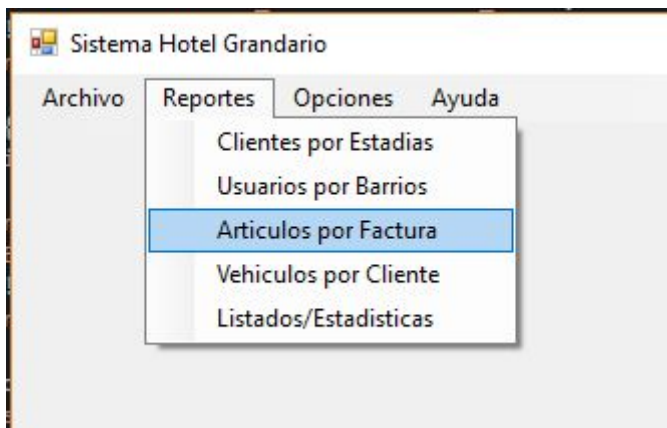 Sistema Hotel Grandario
Archivo Reportes Opciones Ayuda
Clientes por Estadias
Usuarios por Barrios
Articulos por Factura
Vehiculos por Cliente
Listados/Estadisticas